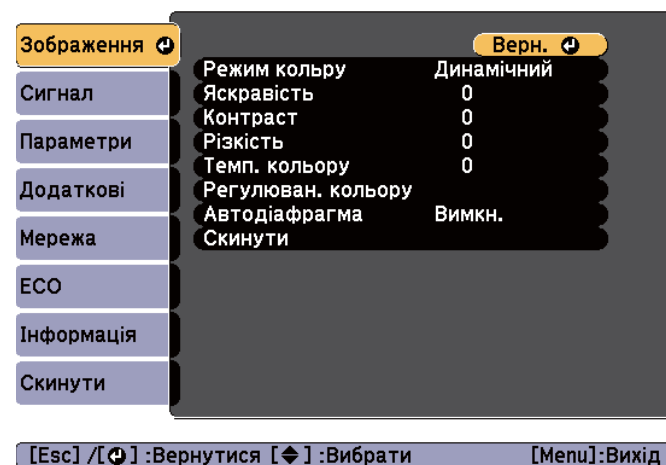 Зображення
Сигнал
Параметри
Додаткові
Мережа
ECO
Інформація
Скинути
Верн.
Режим кольру Динамічний
Яскравість 0
Контраст 0
Різкість 0
Темп. кольору 0
Регулюван. кольору
Автодіафрагма Вимкн.
Скинути
[Esc] /[ ] :Вернутися [ ] :Вибрати [Menu]:Вихід